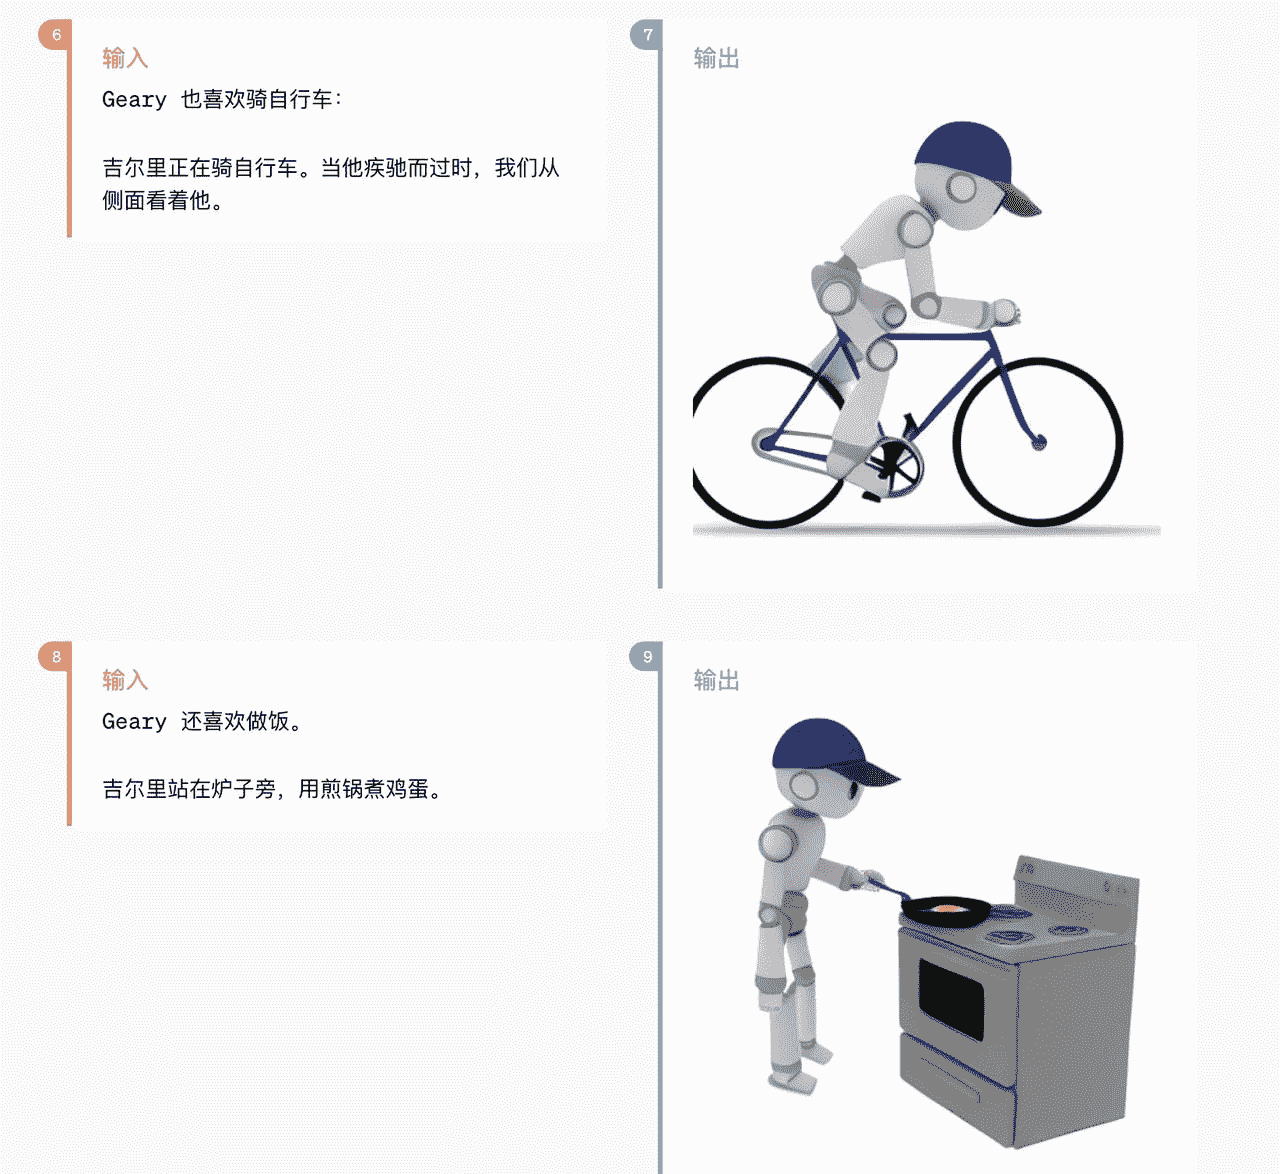 6
输入
Geary 也喜欢骑自行车：
吉尔里正在骑自行车。当他疾驰而过时，我们从
侧面看着他。
7
输出
8
输入
Geary 还喜欢做饭。
吉尔里站在炉子旁，用煎锅煮鸡蛋。
9
输出